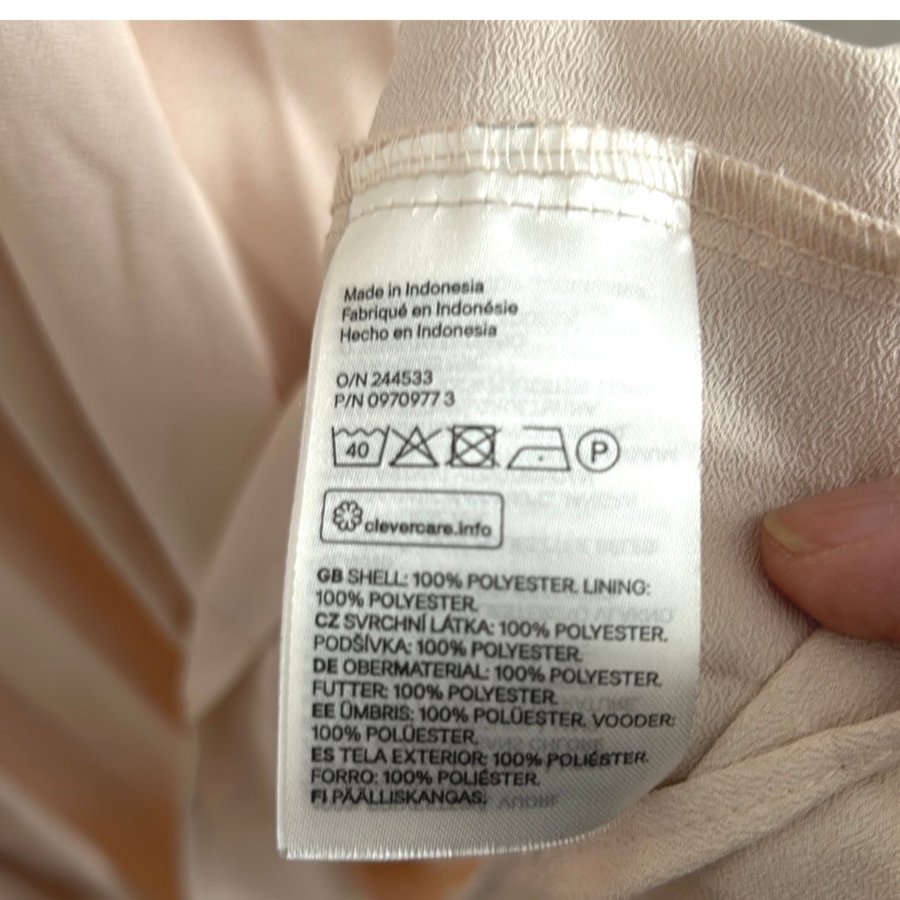 Made in Indonesia
Fabriqué en Indonésie
Hecho en Indonesia
O/N 244533
P/N 0970977 3
40 P
clevercare.info
GB SHELL: 100% POLYESTER. LINING:
100% POLYESTER.
CZ SVRCHNÍ LÁTKA: 100% POLYESTER.
PODŠÍVKA: 100% POLYESTER.
DE OBERMATERIAL: 100% POLYESTER.
FUTTER: 100% POLYESTER.
EE ÜMBRIS: 100% POLÜESTER. VOODER:
100% POLÜESTER.
ES TELA EXTERIOR: 100% POLIÉSTER.
FORRO: 100% POLIÉSTER.
FI PÄÄLLISKANGAS: